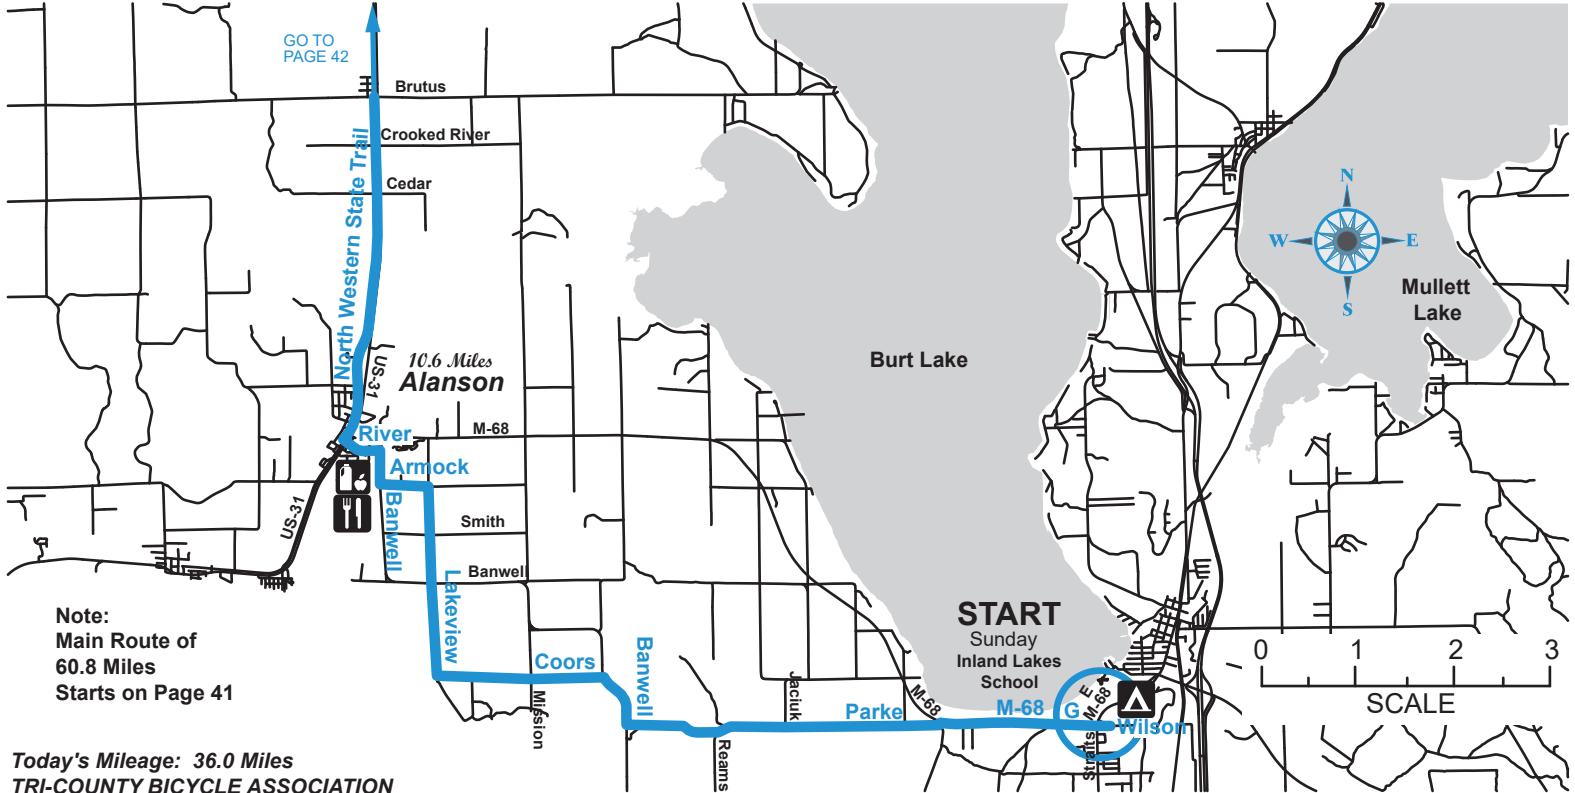 GO TO
PAGE 42
Brutus
Crooked River
Cedar
North Western State Trail
US-31
10.6 Miles
Alanson
River
M-68
Armock
Banwell
Smith
US-31
Banwell
Lakeview
Coors
Banwell
Mission
Reams
Jaciuk
Parke
M-68
M-68
G
E
M-68
Wilson
Straits
START
Sunday
Inland Lakes
School
Burt Lake
Mullett
Lake
N
W
E
S
0 1 2 3
SCALE
Note:
Main Route of
60.8 Miles
Starts on Page 41
Today's Mileage: 36.0 Miles
TRI-COUNTY BICYCLE ASSOCIATION